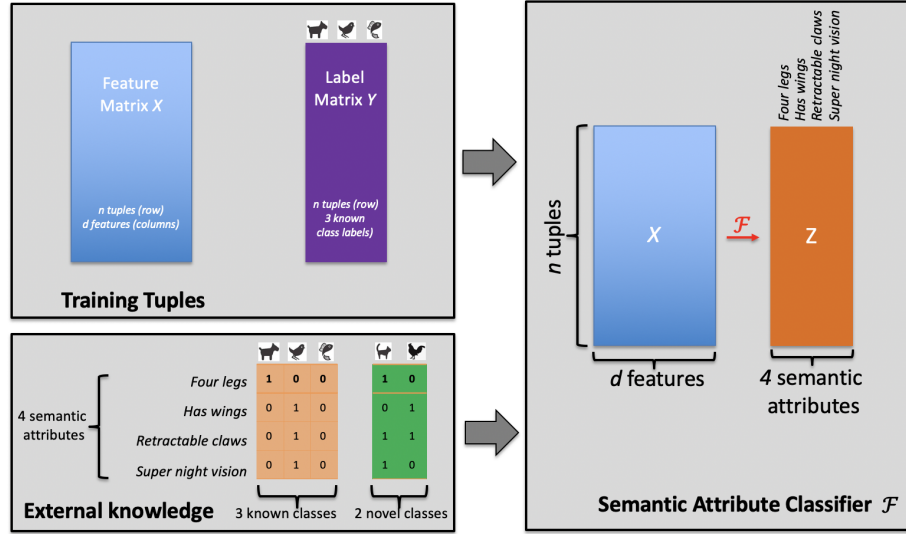 Feature
Matrix X
n tuples (row)
d features (columns)
Label
Matrix Y
n tuples (row)
3 known
class labels)
Training Tuples
4 semantic
attributes
Four legs 1 0 0 1 0
Has wings 0 1 0 0 1
Retractable claws 0 1 0 1 1
Super night vision 0 1 0 1 0
3 known classes
2 novel classes
External knowledge
Four legs
Has wings
Retractable claws
Super night vision
n tuples
X
ℱ
Z
d features
4 semantic
attributes
Semantic Attribute Classifier ℱ